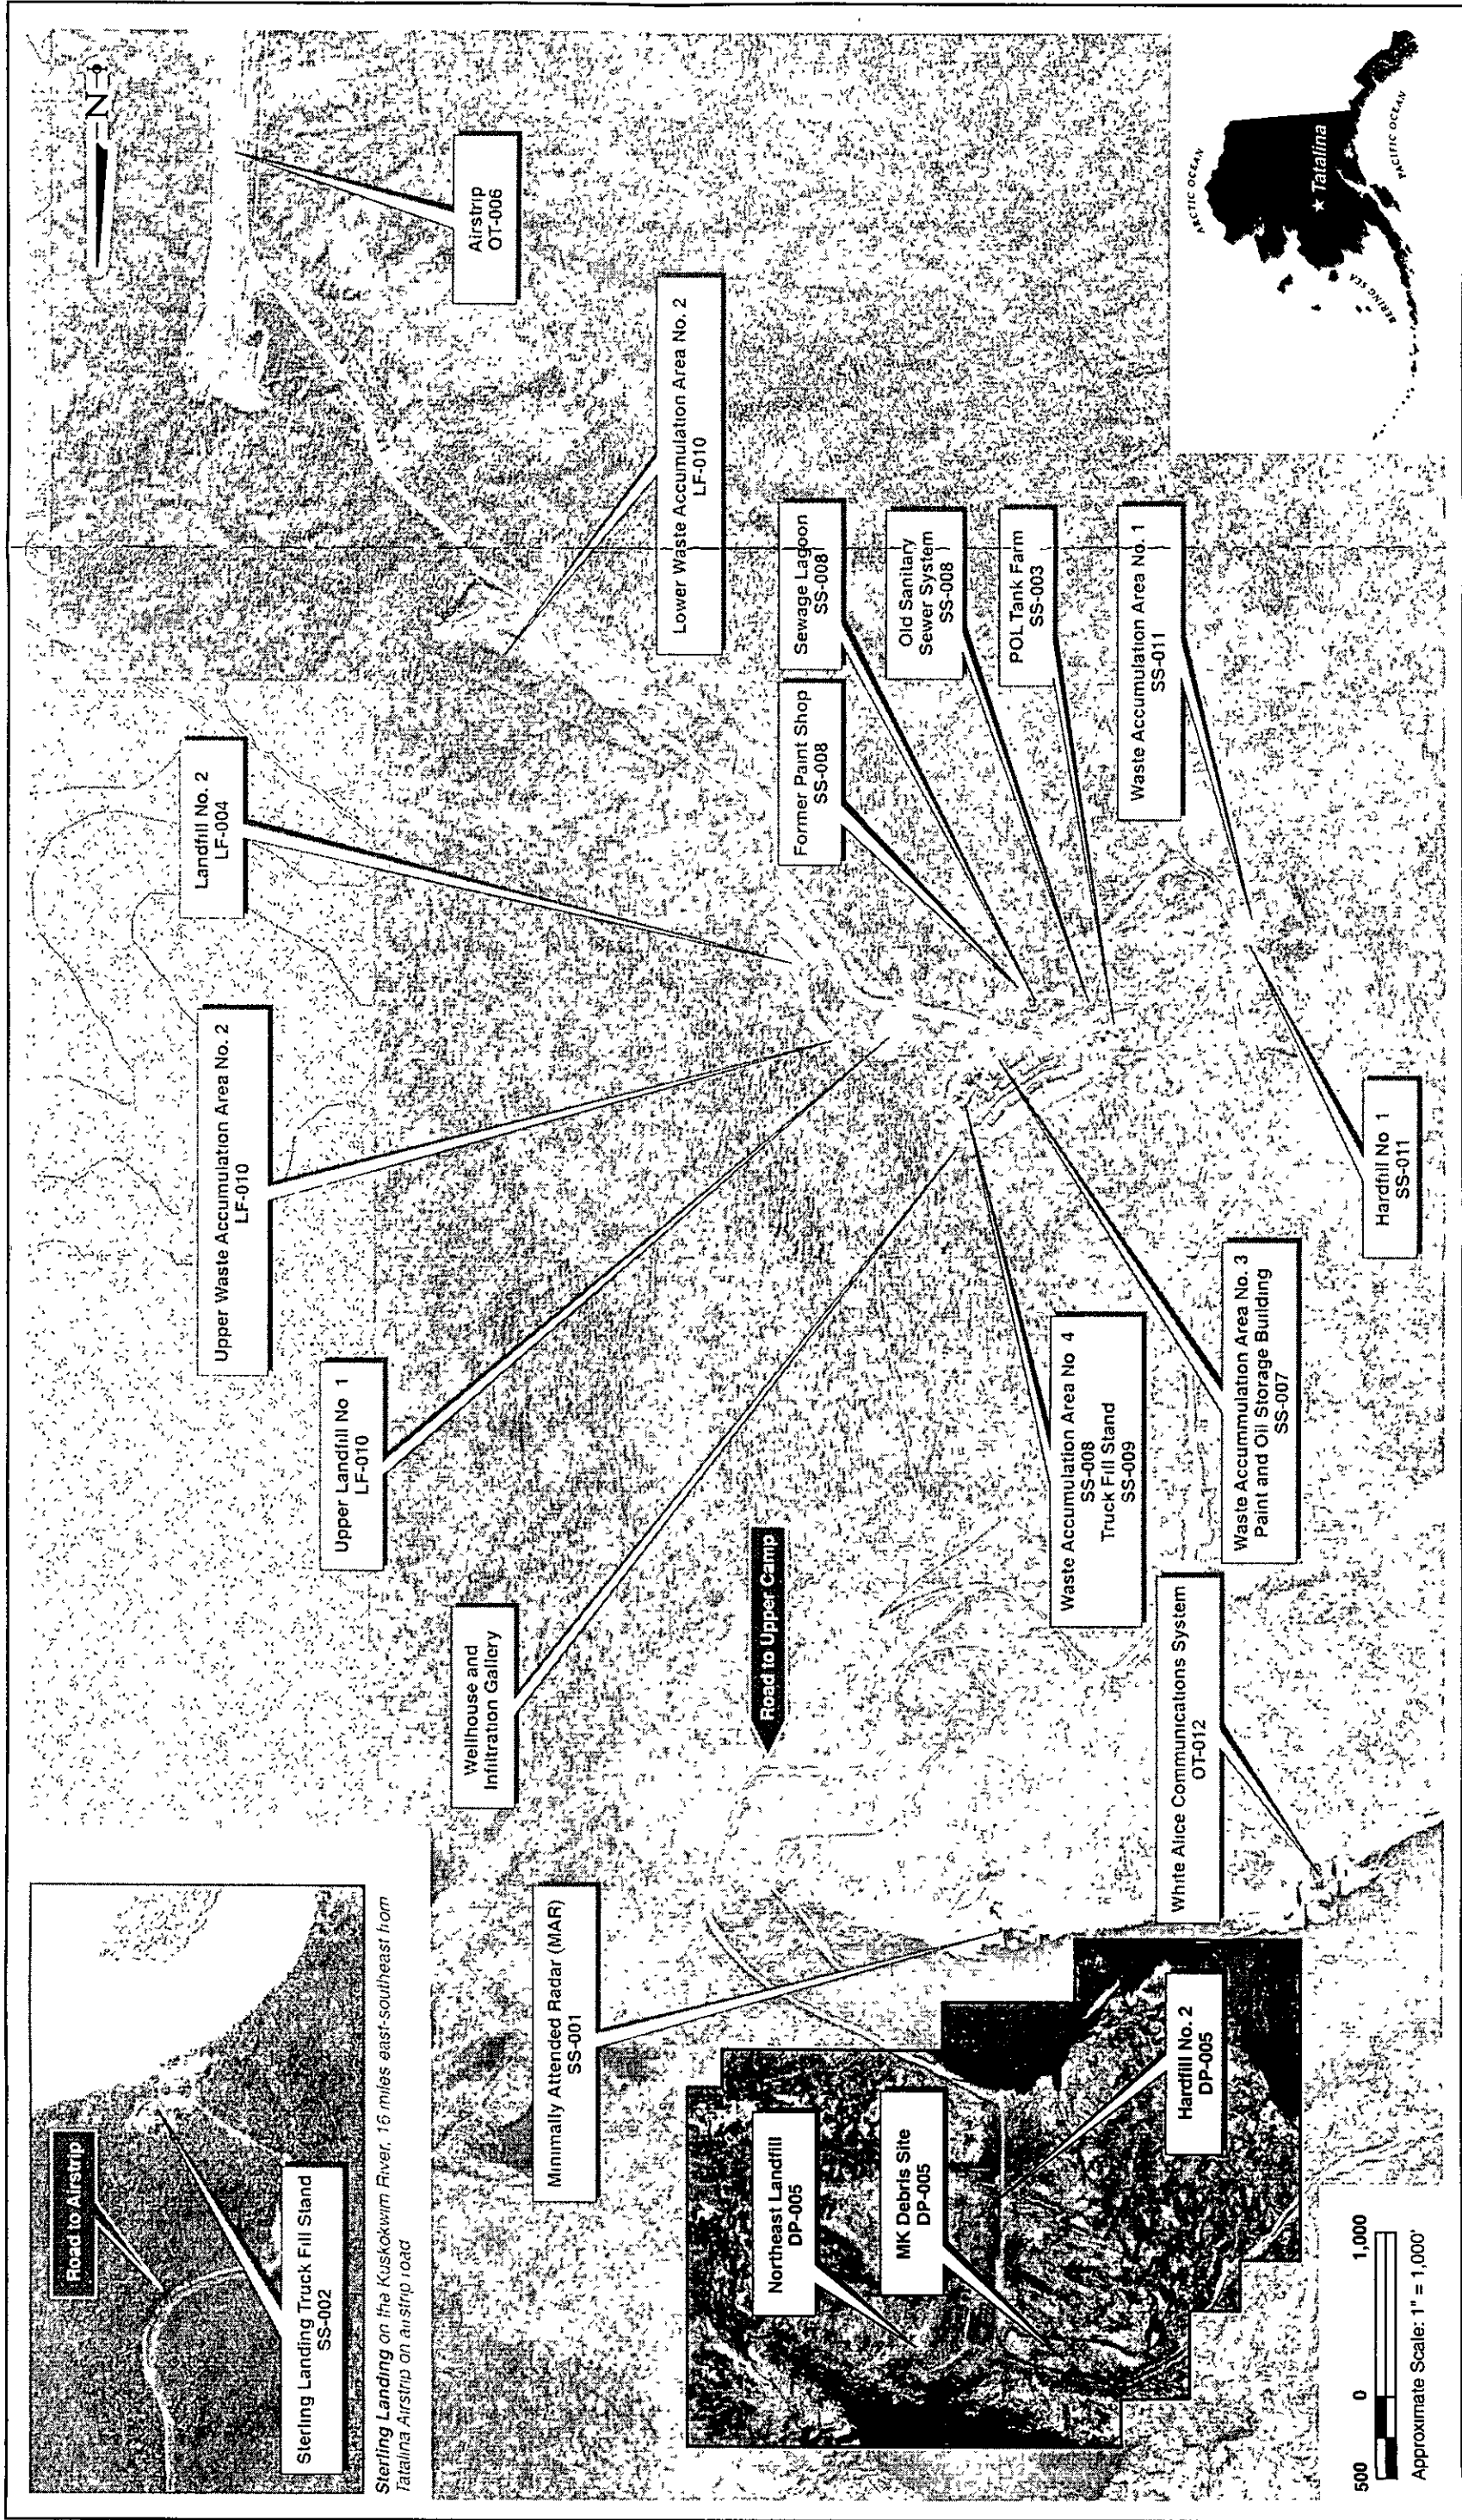 Road to Airstrip
Sterling Landing Truck Fill Stand
SS-002
Sterling Landing on the Kuskokwim River, 16 miles east-southeast from
Tatalina Airstrip on airstrip road
Upper Waste Accumulation Area No. 2
LF-010
Landfill No. 2
LF-004
N
Airstrip
OT-006
Upper Landfill No 1
LF-010
Wellhouse and
Infiltration Gallery
Minimally Attended Radar (MAR)
SS-001
Lower Waste Accumulation Area No. 2
LF-010
Road to Upper Camp
Former Paint Shop
SS-008
Sewage Lagoon
SS-008
Old Sanitary
Sewer System
SS-008
POL Tank Farm
SS-003
Waste Accumulation Area No. 1
SS-011
Northeast Landfill
DP-005
MK Debris Site
DP-005
Hardfill No. 2
DP-005
Waste Accumulation Area No 4
SS-008
Truck Fill Stand
SS-009
White Alice Communications System
OT-012
Waste Accummulation Area No. 3
Paint and Oil Storage Building
SS-007
Hardfill No 1
SS-011
500 0 1,000
Approximate Scale: 1" = 1,000'
ARCTIC OCEAN
Tatalina
BERING SEA
PACIFIC OCEAN